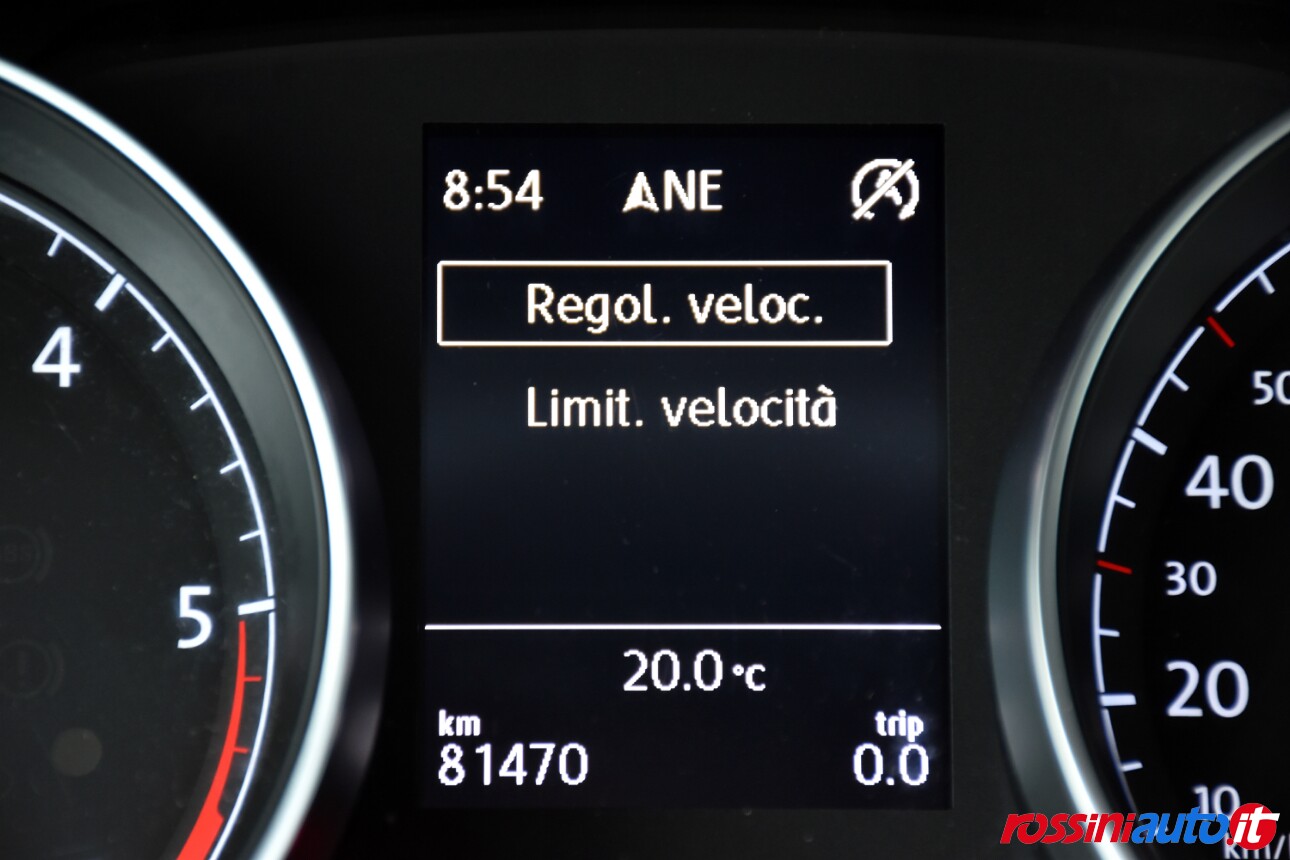 8:54 NE
Regol. veloc.
Limit. velocità
20.0 °C
km trip
81470 0.0
4
5
50
40
30
20
10
km/
rossiniauto.it